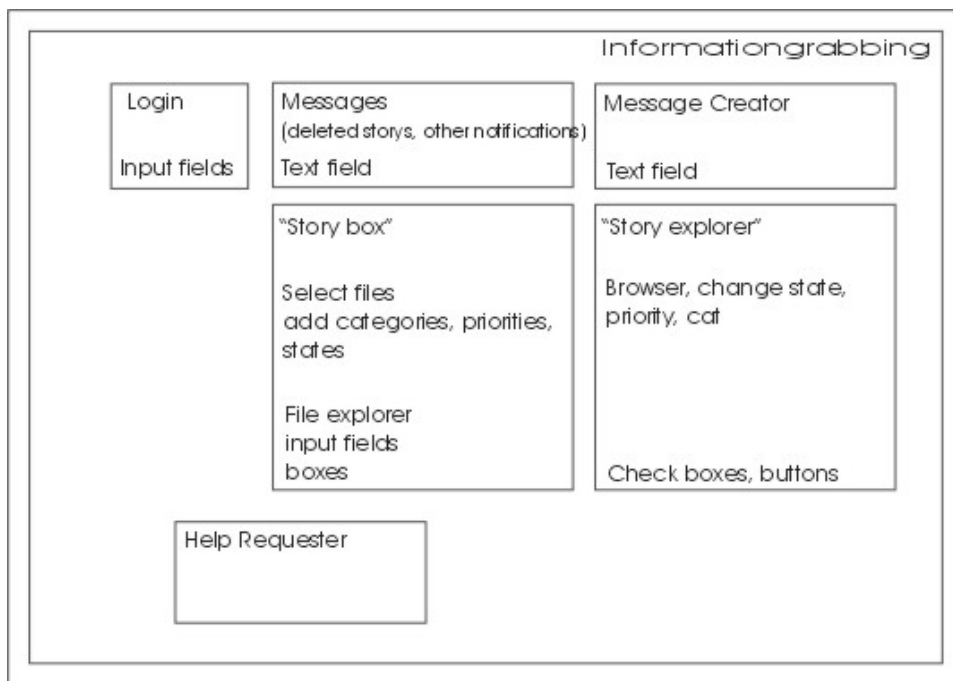 Informationgrabbing
Login
Input fields
Messages
(deleted storys, other notifications)
Text field
Message Creator
Text field
"Story box"
Select files
add categories, priorities,
states
File explorer
input fields
boxes
"Story explorer"
Browser, change state,
priority, cat
Check boxes, buttons
Help Requester